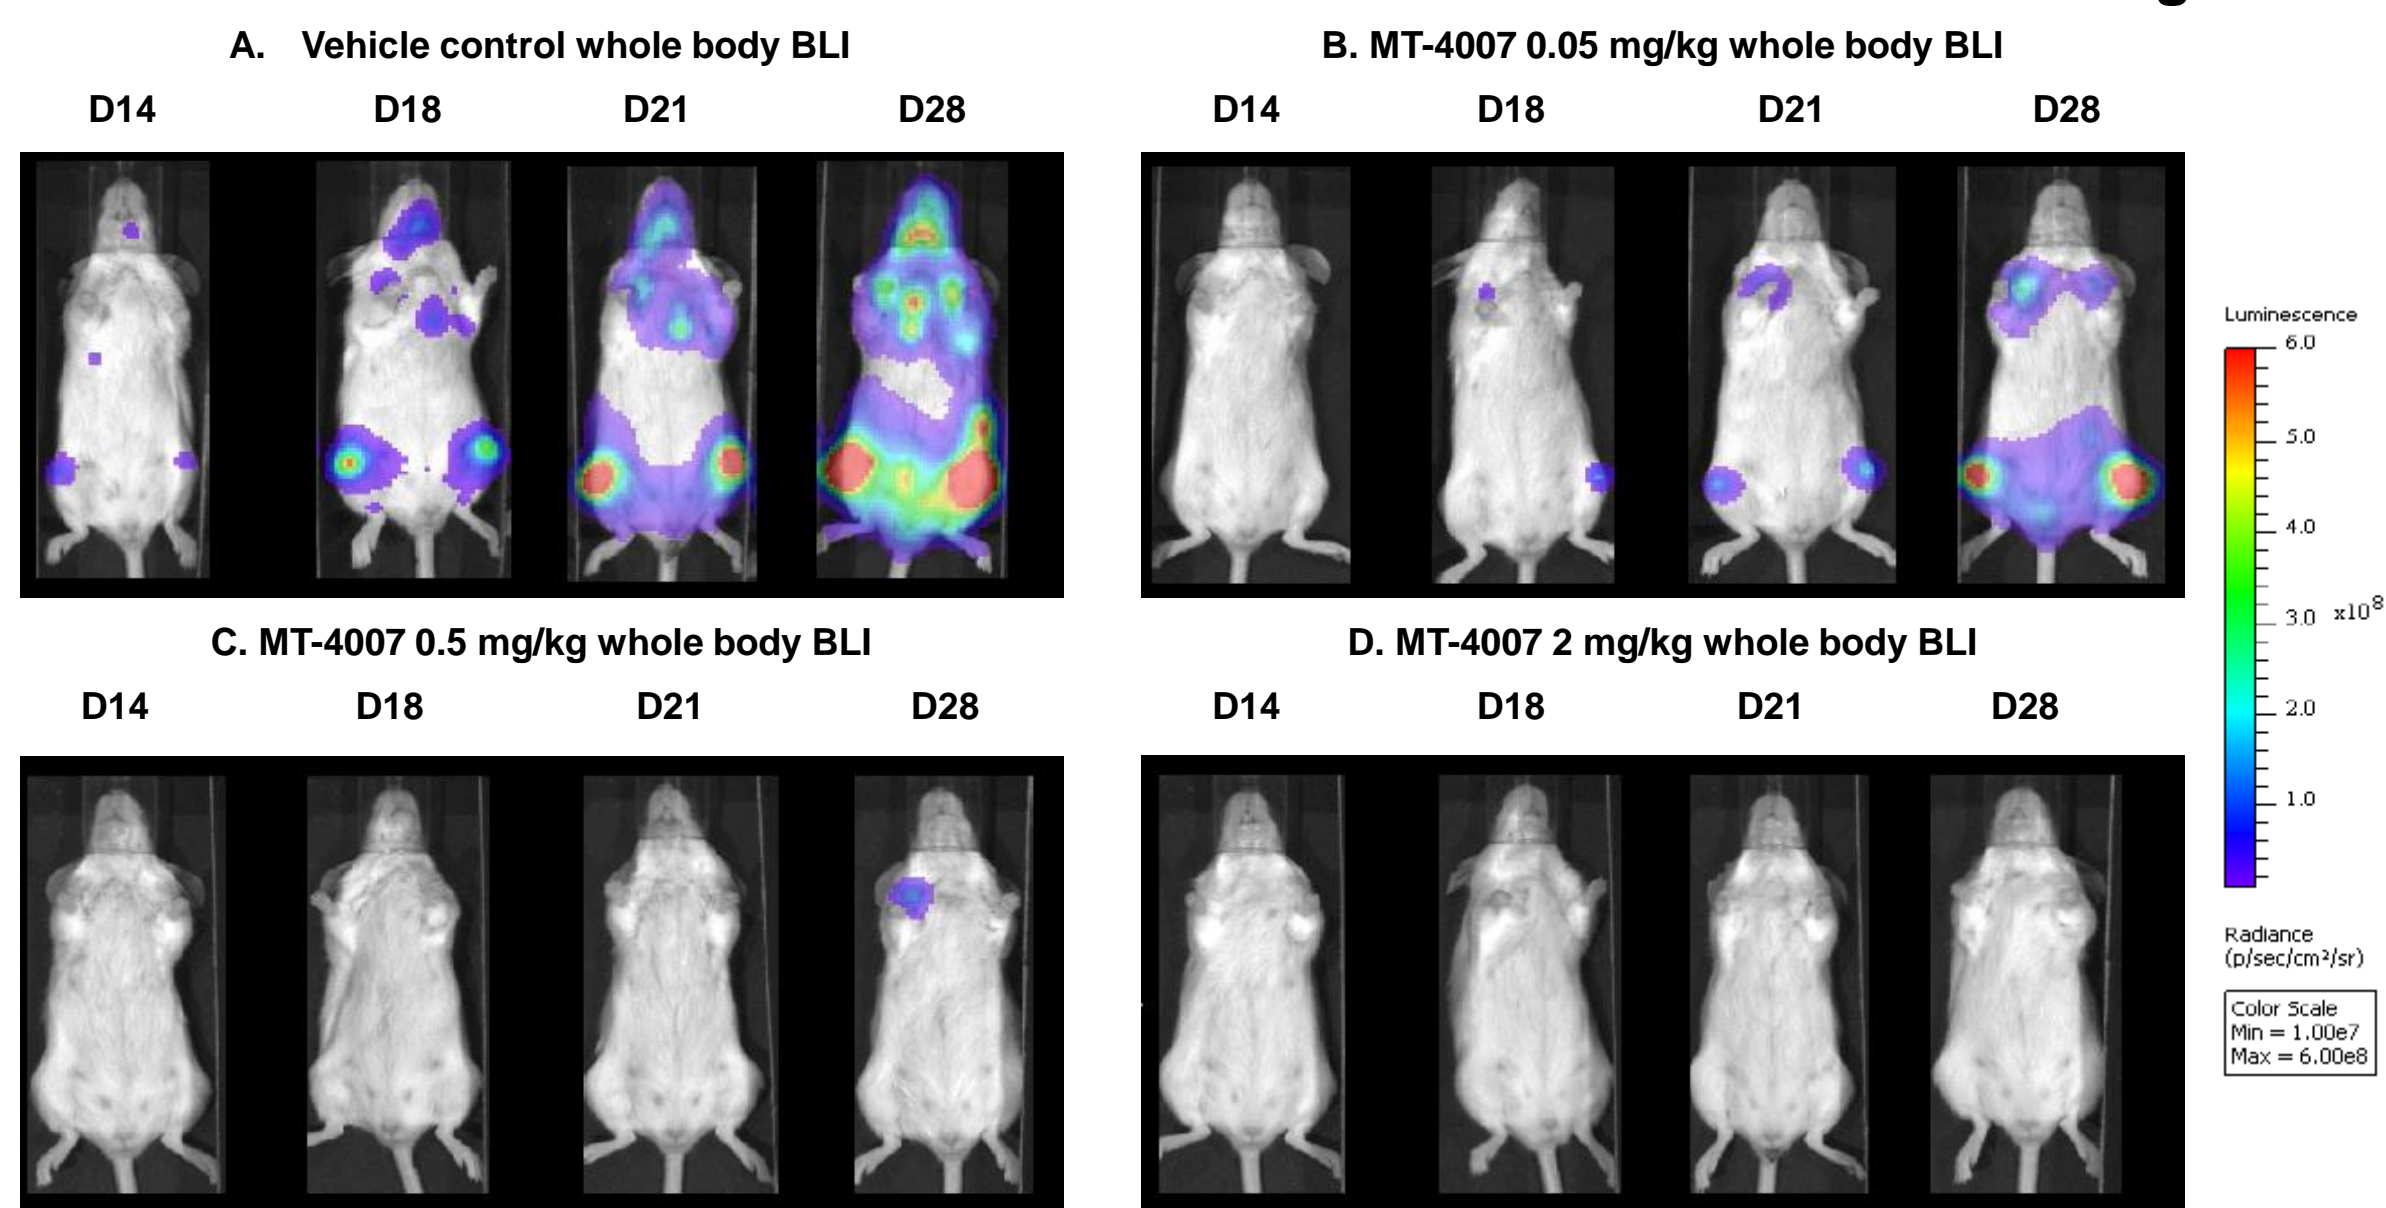 A. Vehicle control whole body BLI
D14 D18 D21 D28
B. MT-4007 0.05 mg/kg whole body BLI
D14 D18 D21 D28
C. MT-4007 0.5 mg/kg whole body BLI
D14 D18 D21 D28
D. MT-4007 2 mg/kg whole body BLI
D14 D18 D21 D28
Luminescence
6.0
5.0
4.0
3.0 x10⁸
2.0
1.0
Radiance
(p/sec/cm²/sr)
Color Scale
Min = 1.00e7
Max = 6.00e8